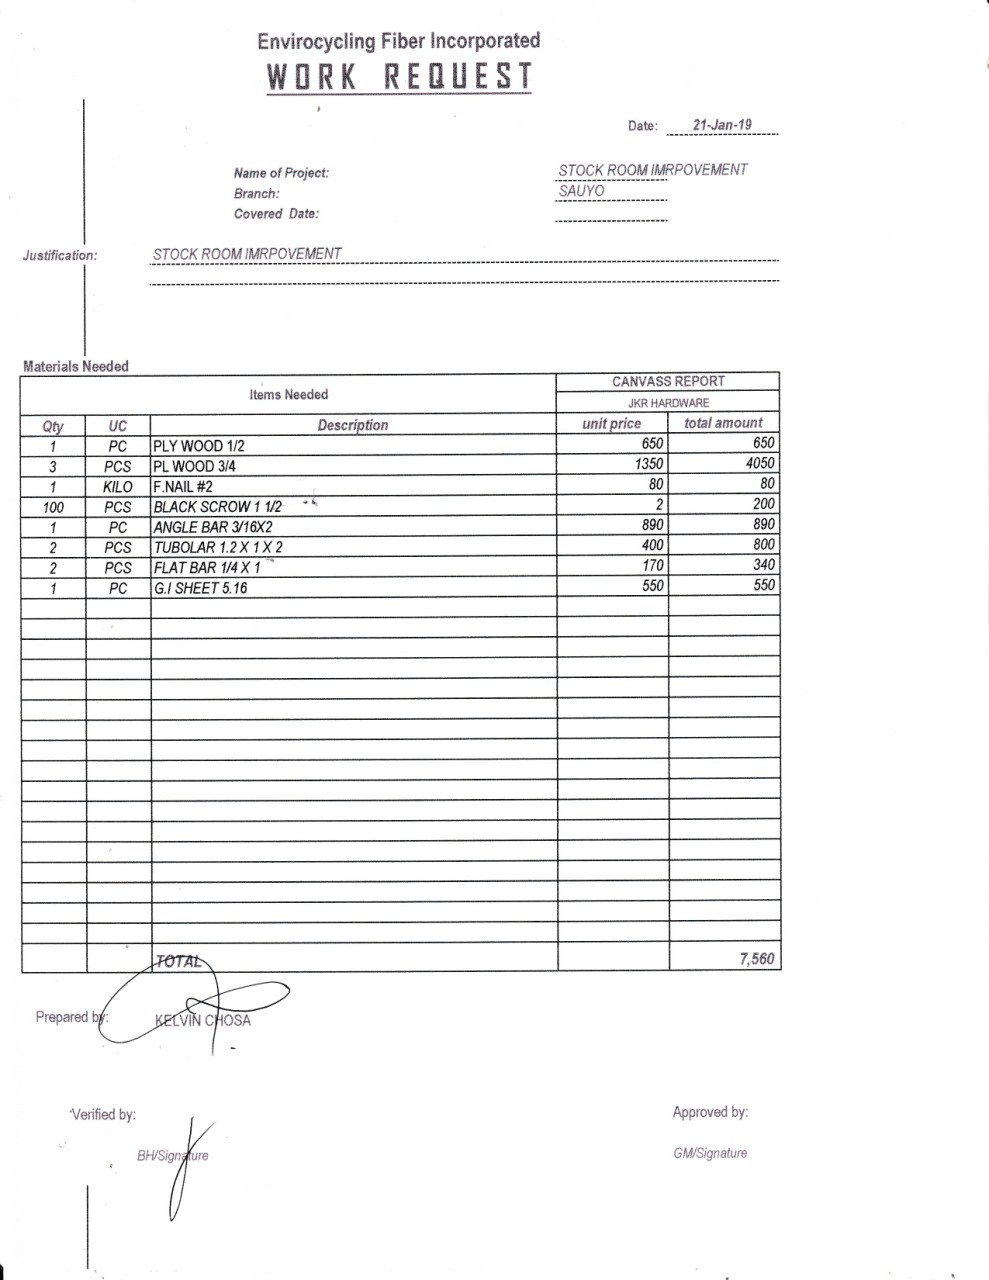 Envirocycling Fiber Incorporated
WORK REQUEST
Date: 21-Jan-19
Name of Project: STOCK ROOM IMRPOVEMENT
Branch: SAUYO
Covered Date:
Justification: STOCK ROOM IMRPOVEMENT
Materials Needed
Items Needed CANVASS REPORT
JKR HARDWARE
Qty UC Description unit price total amount
1 PC PLY WOOD 1/2 650 650
3 PCS PL WOOD 3/4 1350 4050
1 KILO F.NAIL #2 80 80
100 PCS BLACK SCROW 1 1/2 2 200
1 PC ANGLE BAR 3/16X2 890 890
2 PCS TUBOLAR 1.2 X 1 X 2 400 800
2 PCS FLAT BAR 1/4 X 1 170 340
1 PC G.I SHEET 5.16 550 550
TOTAL 7,560
Prepared by: KELVIN CHOSA
Verified by: Approved by:
BH/Signature GM/Signature